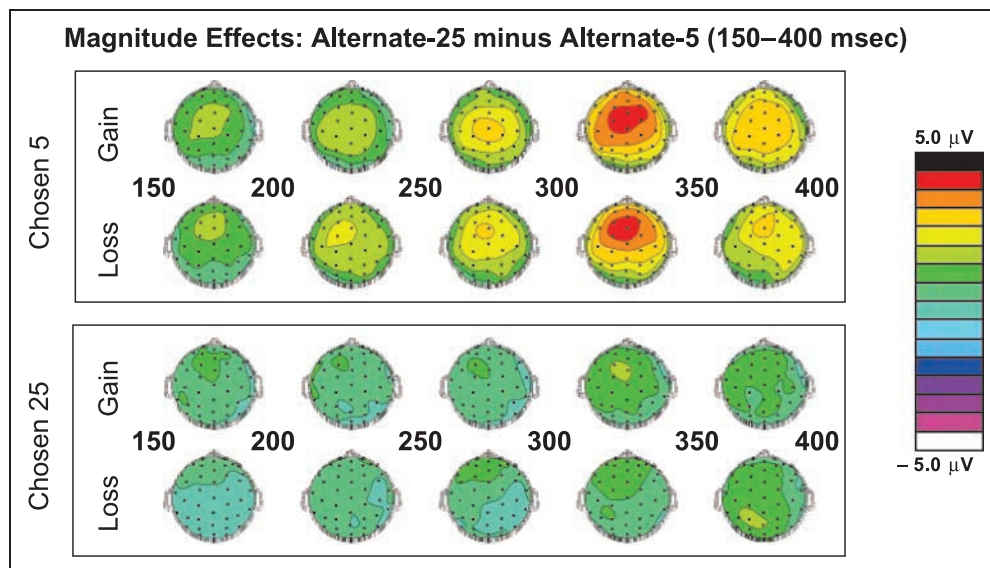 Magnitude Effects: Alternate-25 minus Alternate-5 (150–400 msec)
Chosen 5
Gain
150 200 250 300 350 400
Loss
Chosen 25
Gain
150 200 250 300 350 400
Loss
5.0 μV
– 5.0 μV